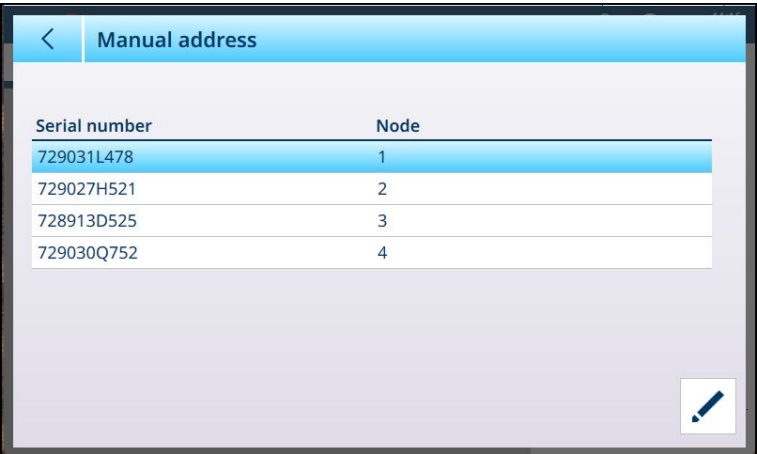 Manual address
Serial number Node
729031L478 1
729027H521 2
728913D525 3
729030Q752 4